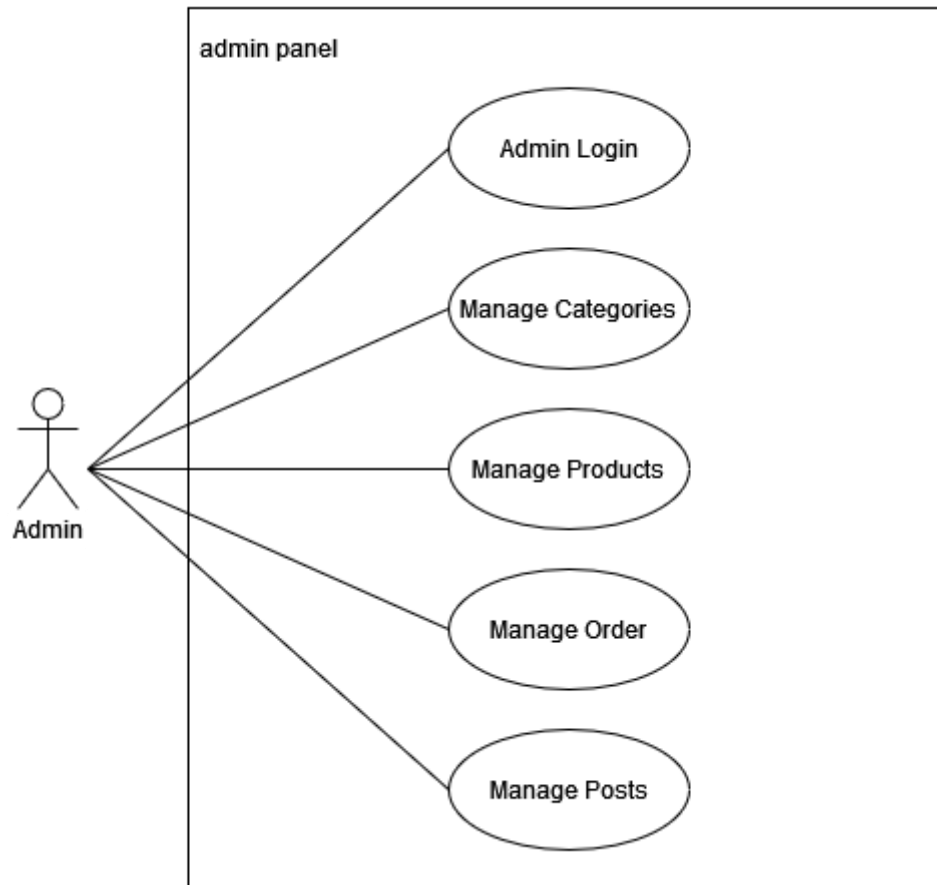 admin panel
Admin Login
Manage Categories
Manage Products
Admin
Manage Order
Manage Posts